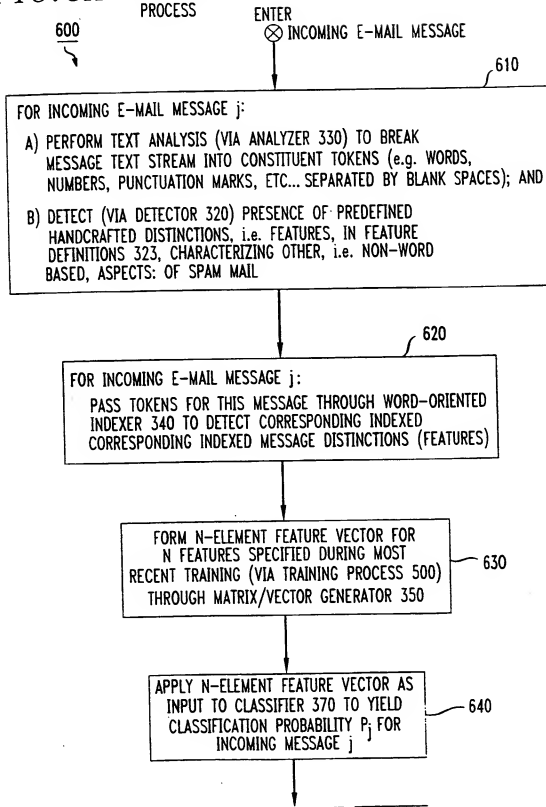 PROCESS
ENTER
600
INCOMING E-MAIL MESSAGE
610
FOR INCOMING E-MAIL MESSAGE j:
A) PERFORM TEXT ANALYSIS (VIA ANALYZER 330) TO BREAK
MESSAGE TEXT STREAM INTO CONSTITUENT TOKENS (e.g. WORDS,
NUMBERS, PUNCTUATION MARKS, ETC... SEPARATED BY BLANK SPACES); AND
B) DETECT (VIA DETECTOR 320) PRESENCE OF PREDEFINED
HANDCRAFTED DISTINCTIONS, i.e. FEATURES, IN FEATURE
DEFINITIONS 323, CHARACTERIZING OTHER, i.e. NON-WORD
BASED, ASPECTS: OF SPAM MAIL
620
FOR INCOMING E-MAIL MESSAGE j:
PASS TOKENS FOR THIS MESSAGE THROUGH WORD-ORIENTED
INDEXER 340 TO DETECT CORRESPONDING INDEXED
CORRESPONDING INDEXED MESSAGE DISTINCTIONS (FEATURES)
FORM N-ELEMENT FEATURE VECTOR FOR
N FEATURES SPECIFIED DURING MOST
RECENT TRAINING (VIA TRAINING PROCESS 500)
THROUGH MATRIX/VECTOR GENERATOR 350
630
APPLY N-ELEMENT FEATURE VECTOR AS
INPUT TO CLASSIFIER 370 TO YIELD
CLASSIFICATION PROBABILITY Pj FOR
INCOMING MESSAGE j
640